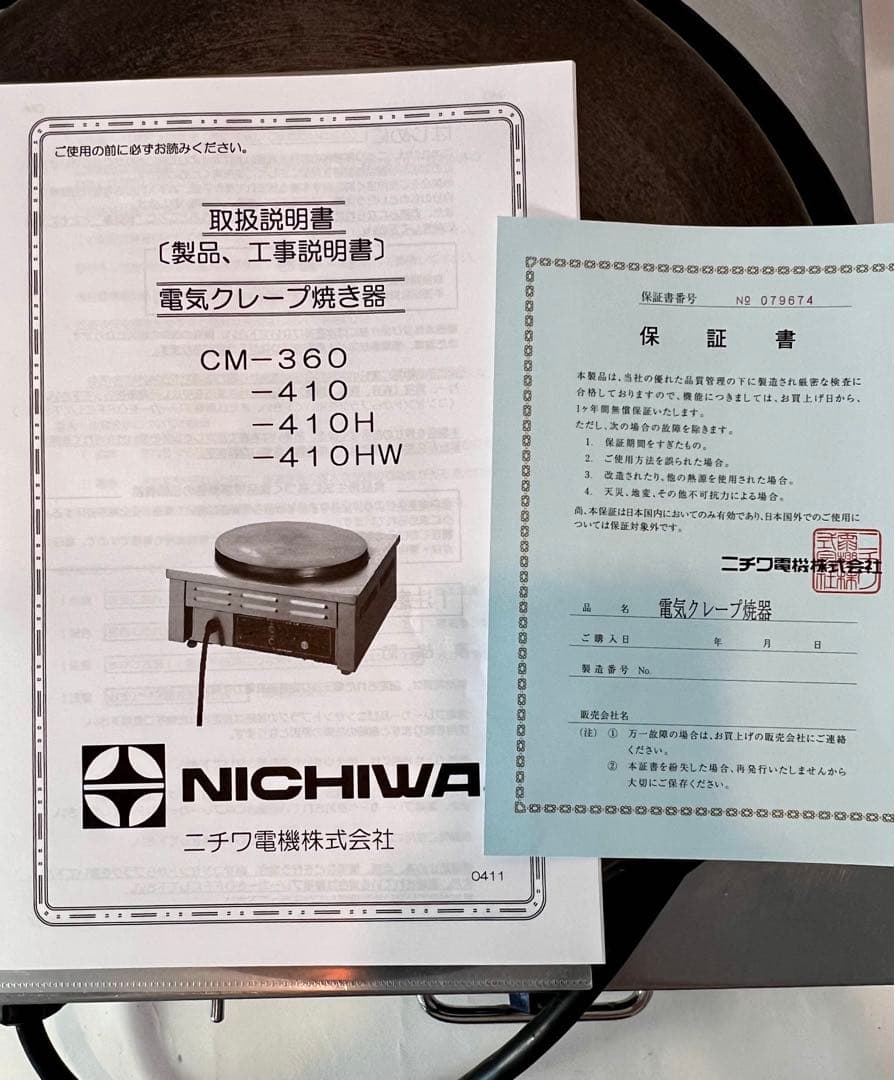 ご使用の前に必ずお読みください。
取扱説明書
〔製品、工事説明書〕
電気クレープ焼き器
CM-360
-410
-410H
-410HW
NICHIWA
ニチワ電機株式会社
0411
保証書番号 № 079674
保証書
本製品は、当社の優れた品質管理の下に製造され厳密な検査に
合格しておりますので、機能につきましては、お買上げ日から、
1ヶ年間無償保証いたします。
ただし、次の場合の故障を除きます。
1. 保証期間をすぎたもの。
2. ご使用方法を誤られた場合。
3. 改造されたり、他の熱源を使用された場合。
4. 天災、地変、その他不可抗力による場合。
尚、本保証は日本国内においてのみ有効であり、日本国外でのご使用に
ついては保証対象外です。
ニチワ電機株式会社
品名 電気クレープ焼器
ご購入日 年 月 日
製造番号 No.
販売会社名
(注) ① 万一故障の場合は、お買上げの販売会社にご連絡
ください。
② 本証書を紛失した場合、再発行いたしませんから
大切にご保存ください。